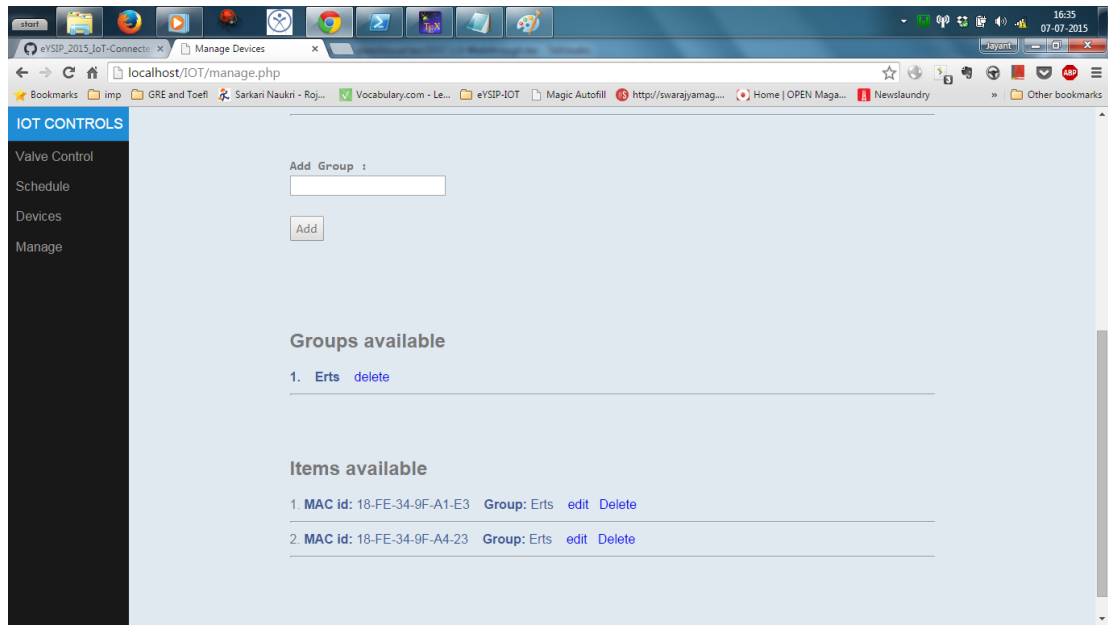 start
16:35
07-07-2015
eYSIP_2015_IoT-Connecte
Manage Devices
Jayant
localhost/IOT/manage.php
ABP
Bookmarks imp GRE and Toefl Sarkari Naukri - Roj... Vocabulary.com - Le... eYSIP-IOT Magic Autofill http://swarajyamag.... Home | OPEN Maga... Newslaundry » Other bookmarks
IOT CONTROLS
Valve Control
Schedule
Devices
Manage
Add Group :
Add
Groups available
1. Erts delete
Items available
1. MAC id: 18-FE-34-9F-A1-E3 Group: Erts edit Delete
2. MAC id: 18-FE-34-9F-A4-23 Group: Erts edit Delete